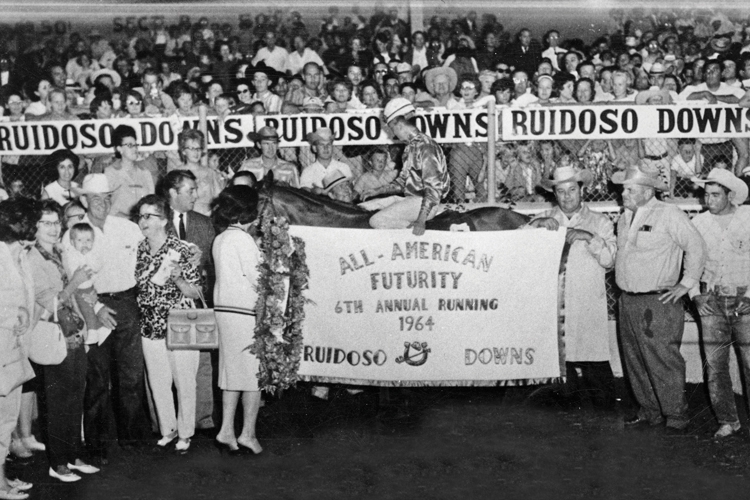 RUIDOSO DOWNS RUIDOSO DOWNS RUIDOSO DOWNS
ALL-AMERICAN
FUTURITY
6TH ANNUAL RUNNING
1964
RUIDOSO DOWNS